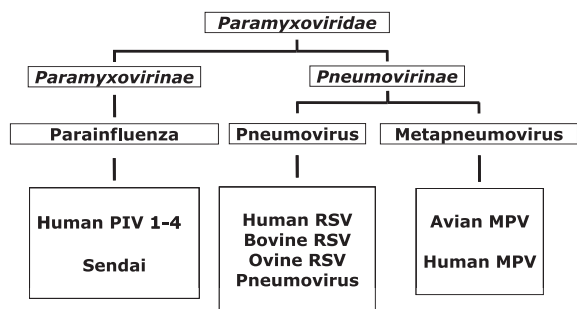 Paramyxoviridae
Paramyxovirinae
Pneumovirinae
Parainfluenza
Pneumovirus
Metapneumovirus
Human PIV 1-4
Sendai
Human RSV
Bovine RSV
Ovine RSV
Pneumovirus
Avian MPV
Human MPV